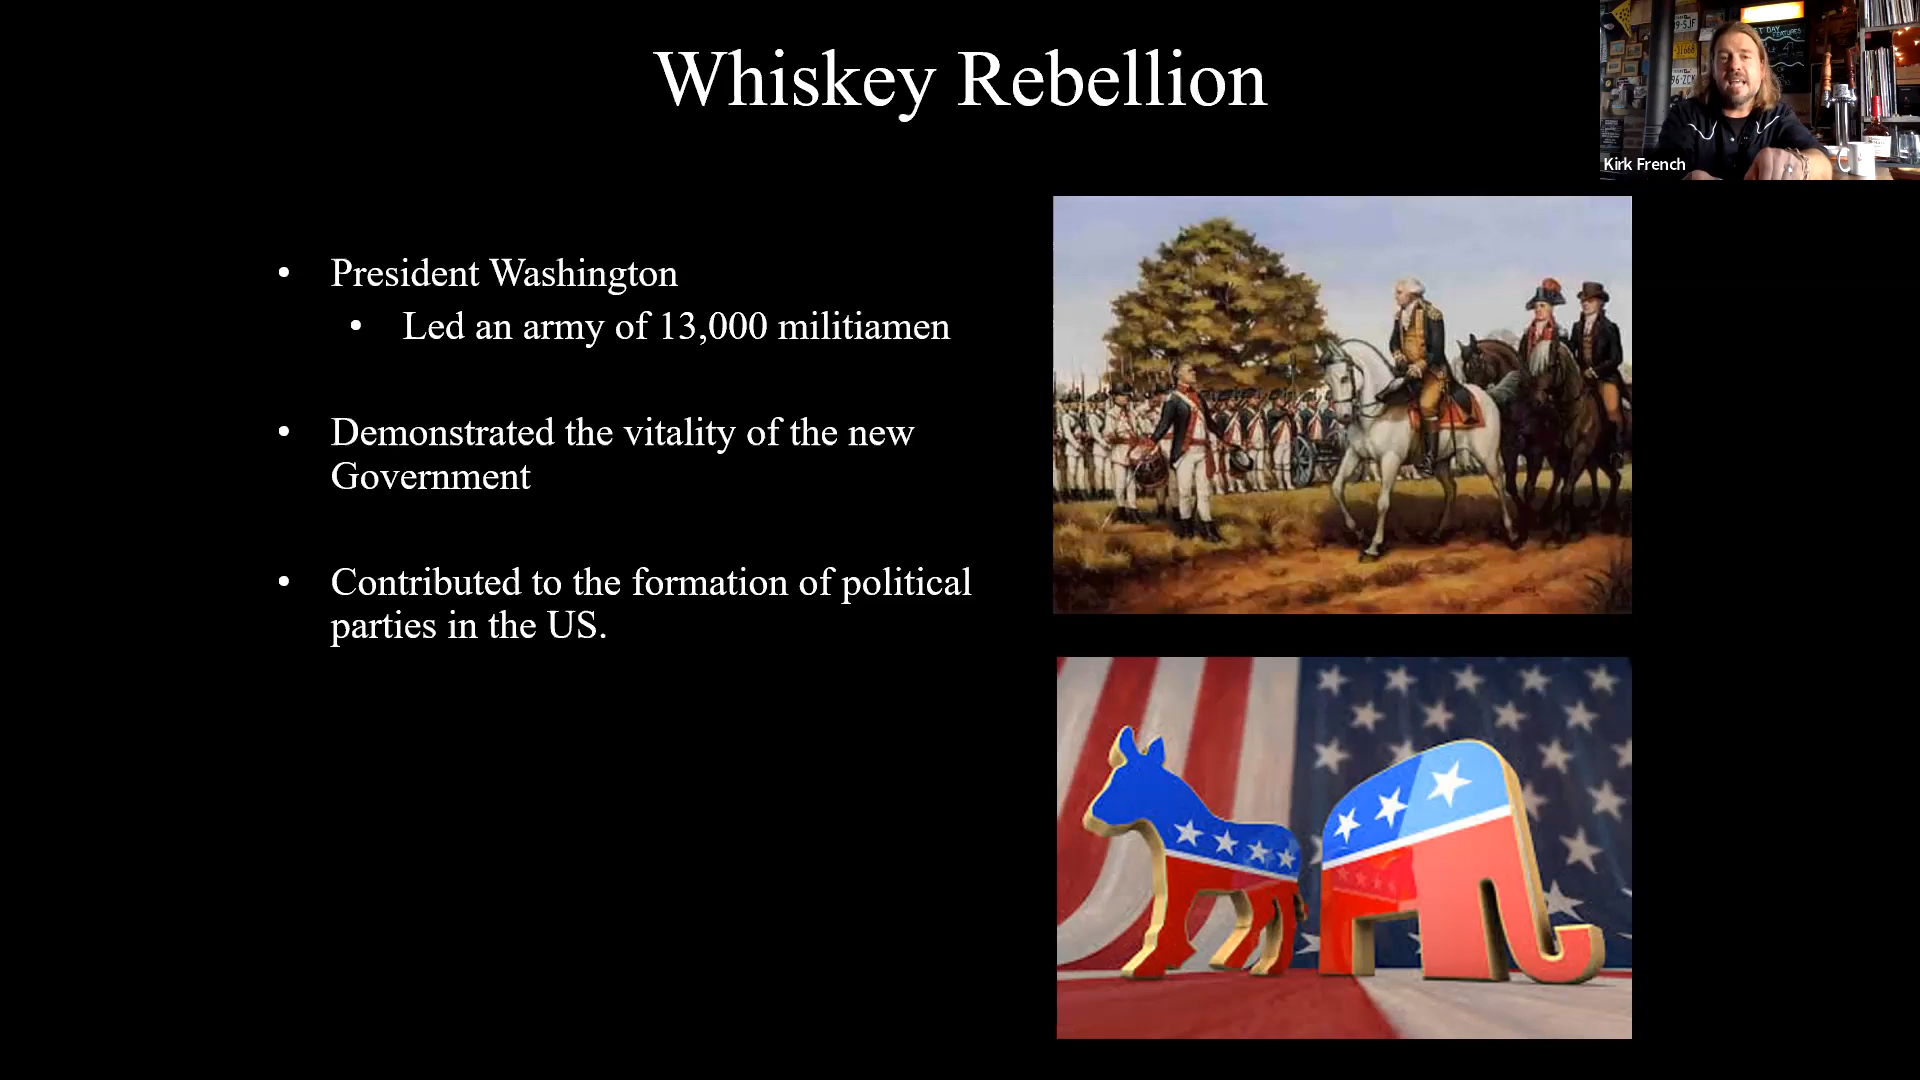 Whiskey Rebellion
Kirk French
• President Washington
• Led an army of 13,000 militiamen
• Demonstrated the vitality of the new
Government
• Contributed to the formation of political
parties in the US.